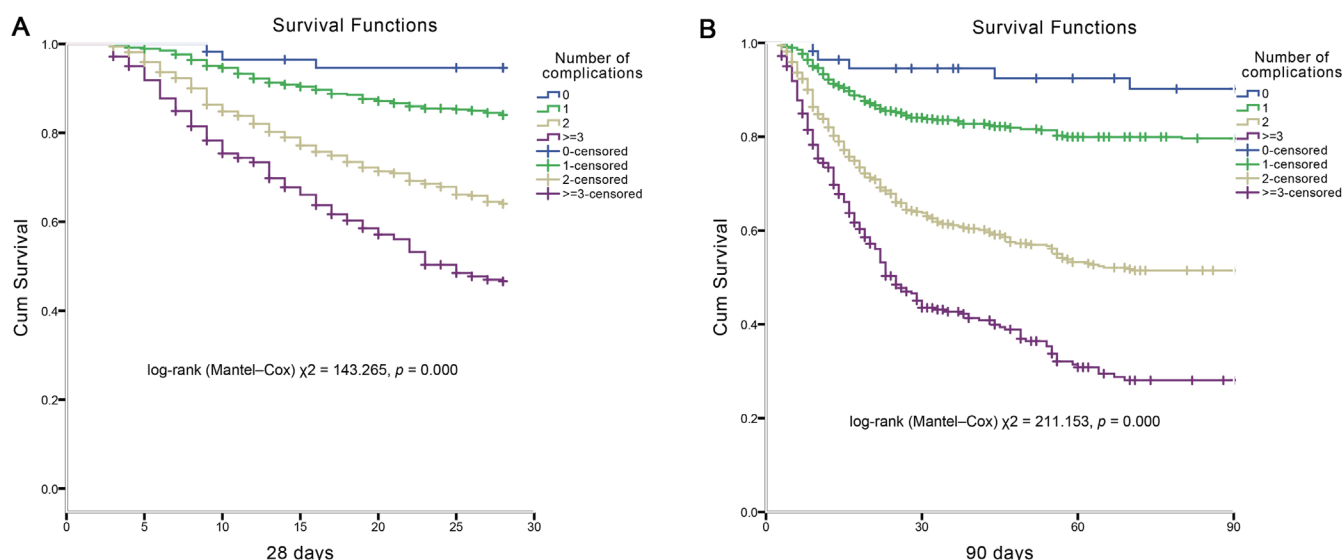 A
Survival Functions
Number of
complications
0
1
2
>=3
0-censored
1-censored
2-censored
>=3-censored
Cum Survival
1.0
0.8
0.6
0.4
0.2
0.0
log-rank (Mantel–Cox) χ2 = 143.265, p = 0.000
0
5
10
15
20
25
30
28 days
B
Survival Functions
Number of
complications
0
1
2
>=3
0-censored
1-censored
2-censored
>=3-censored
Cum Survival
1.0
0.8
0.6
0.4
0.2
0.0
log-rank (Mantel–Cox) χ2 = 211.153, p = 0.000
0
30
60
90
90 days